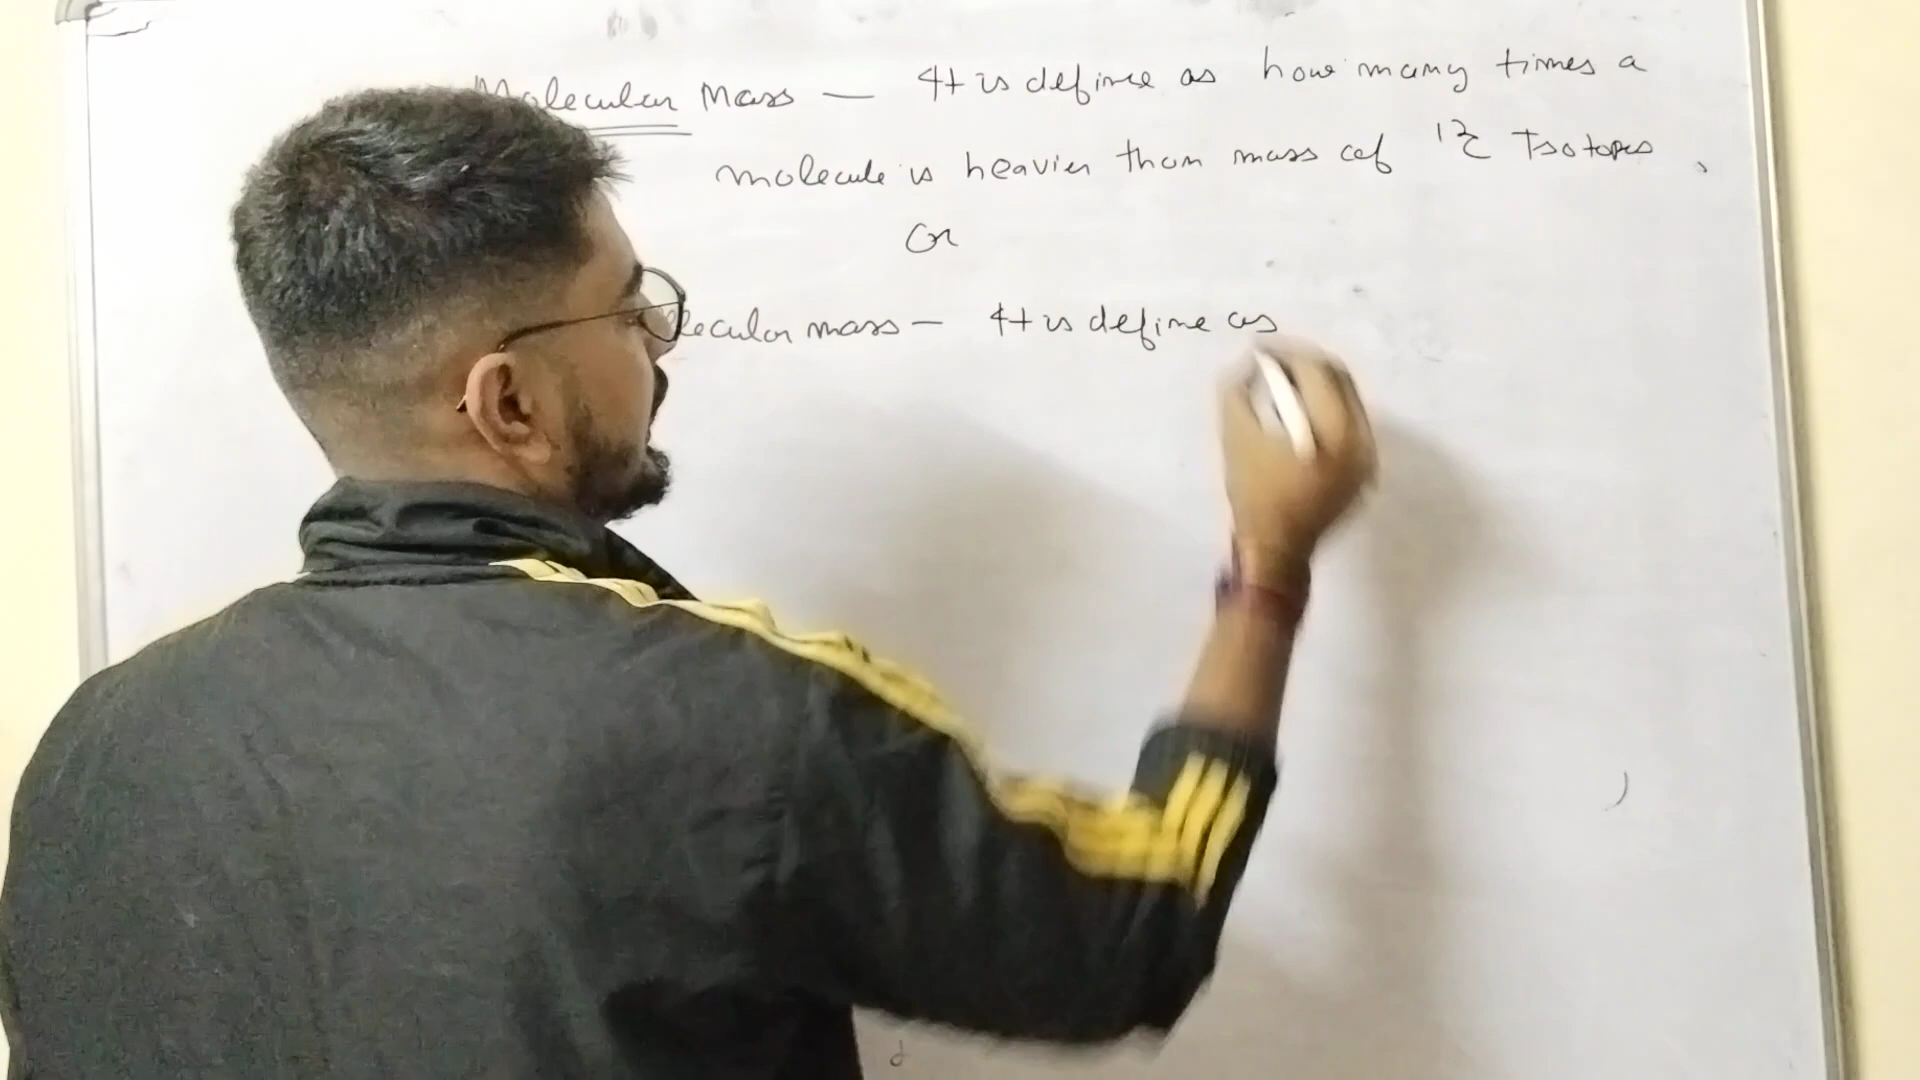 Molecular Mass — It is define as how many times a
molecule is heavier than mass of 12C Isotopes,
or
lecular mass — It is define as